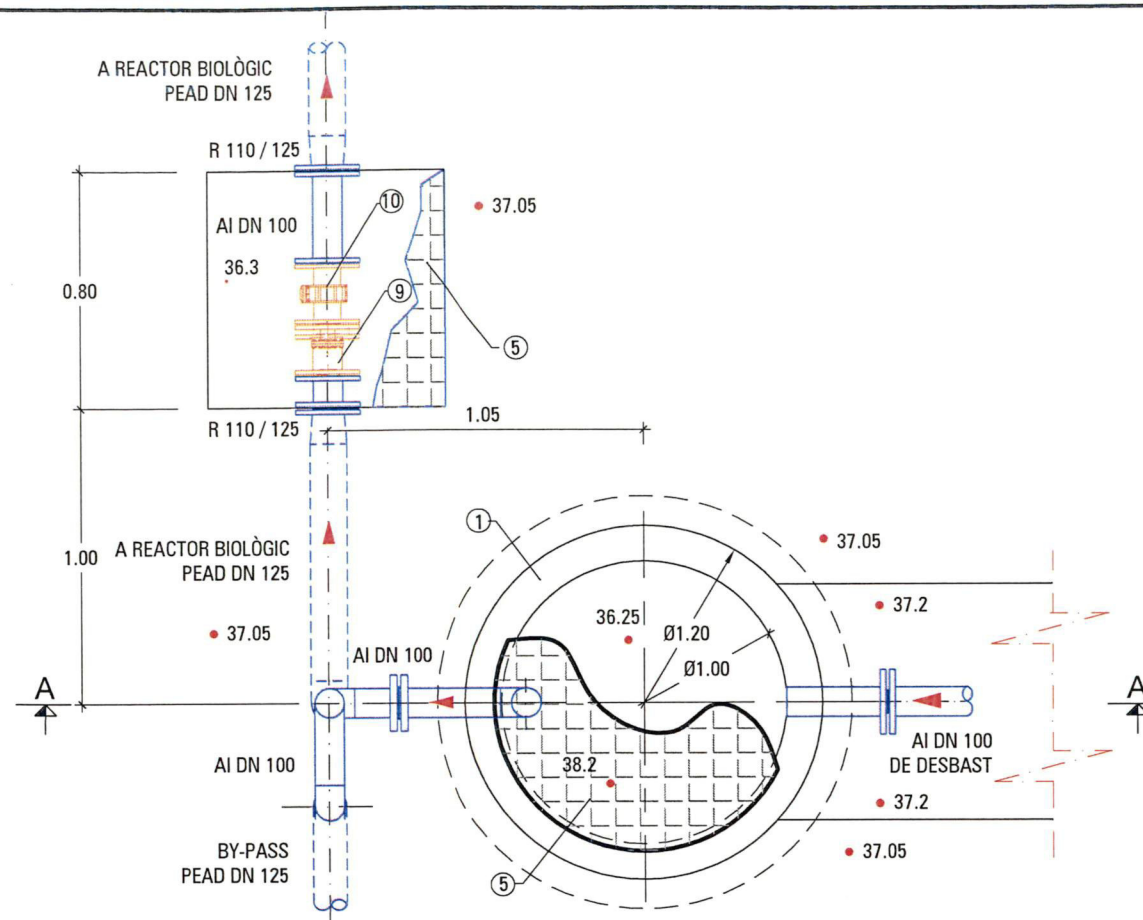 A REACTOR BIOLÒGIC
PEAD DN 125
R 110 / 125
10
37.05
AI DN 100
36.3
9
0.80
5
1.05
R 110 / 125
1
37.05
A REACTOR BIOLÒGIC
PEAD DN 125
1.00
37.2
36.25
Ø1.20
37.05
Ø1.00
AI DN 100
A
A
AI DN 100
DE DESBAST
AI DN 100
38.2
37.2
BY-PASS
PEAD DN 125
37.05
5